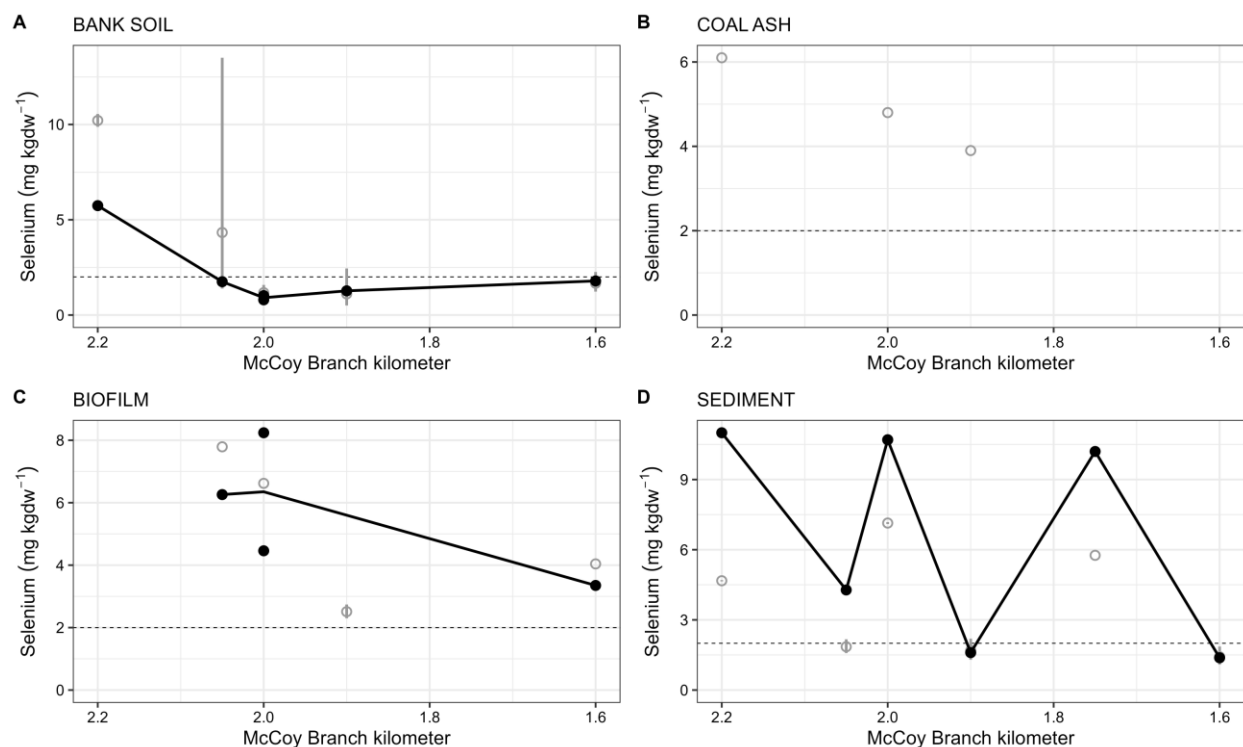 A BANK SOIL
Selenium (mg kgdw⁻¹)
10
5
0
2.2 2.0 1.8 1.6
McCoy Branch kilometer
B COAL ASH
Selenium (mg kgdw⁻¹)
6
4
2
0
2.2 2.0 1.8 1.6
McCoy Branch kilometer
C BIOFILM
Selenium (mg kgdw⁻¹)
8
6
4
2
0
2.2 2.0 1.8 1.6
McCoy Branch kilometer
D SEDIMENT
Selenium (mg kgdw⁻¹)
9
6
3
0
2.2 2.0 1.8 1.6
McCoy Branch kilometer